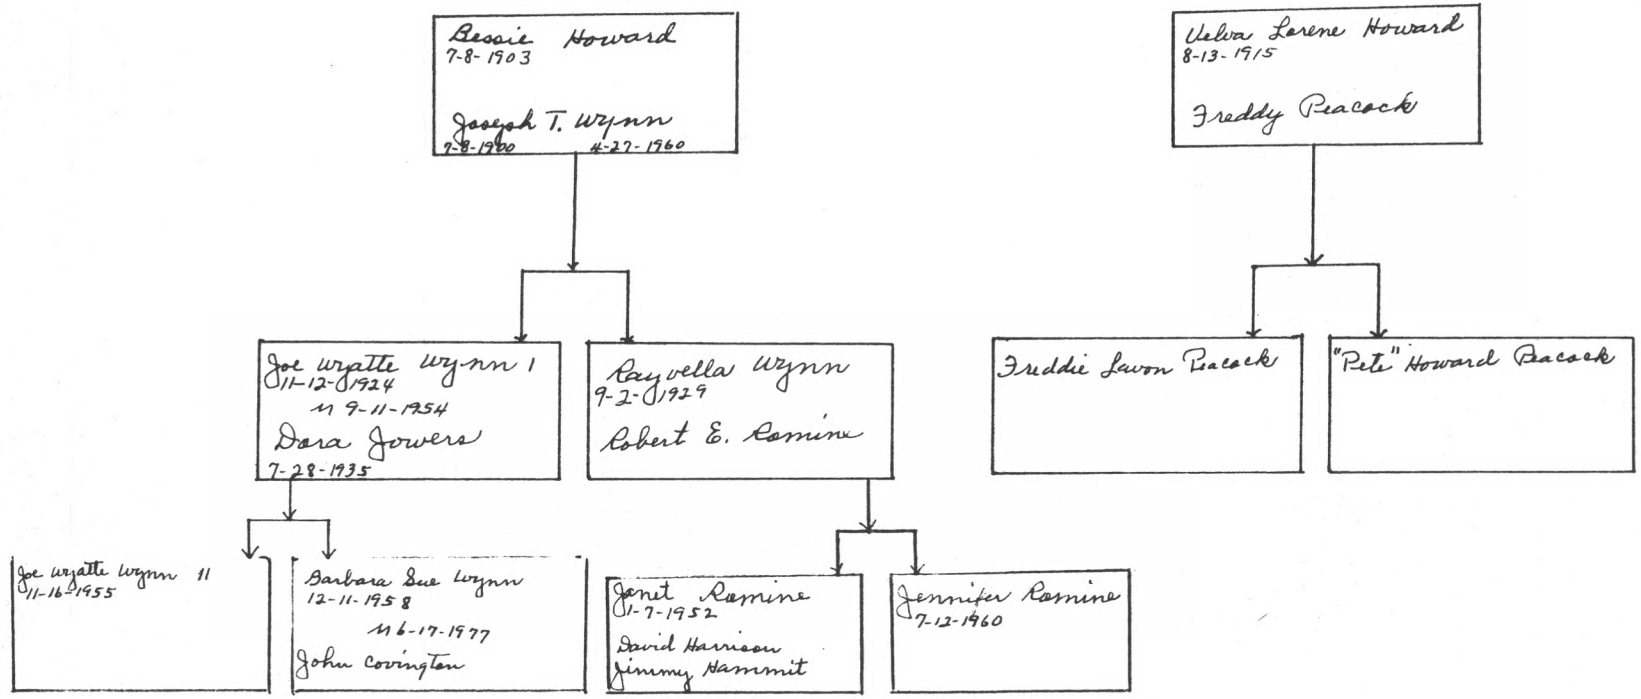 Bessie Howard
7-8-1903
Joseph T. Wynn
7-8-1900 4-27-1960
Velva Lorene Howard
8-13-1915
Freddy Peacock
Joe Wyatte Wynn I
11-12-1924
M 9-11-1954
Dora Jowers
7-28-1935
Rayvella Wynn
9-2-1929
Robert E. Romine
Freddie Lavon Peacock
"Pete" Howard Peacock
Joe Wyatte Wynn II
11-16-1955
Barbara Sue Wynn
12-11-1958
M 6-17-1977
John Covington
Janet Romine
1-7-1952
David Harrison
Jimmy Hammit
Jennifer Romine
7-12-1960